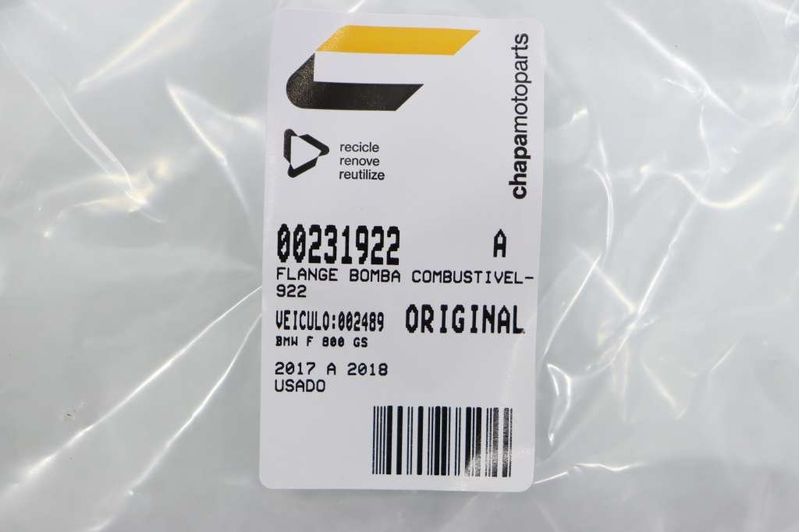 chapamotoparts
recicle
renove
reutilize
00231922 A
FLANGE BOMBA COMBUSTIVEL-
922
VEICULO:002489 ORIGINAL
BMW F 800 GS
2017 A 2018
USADO